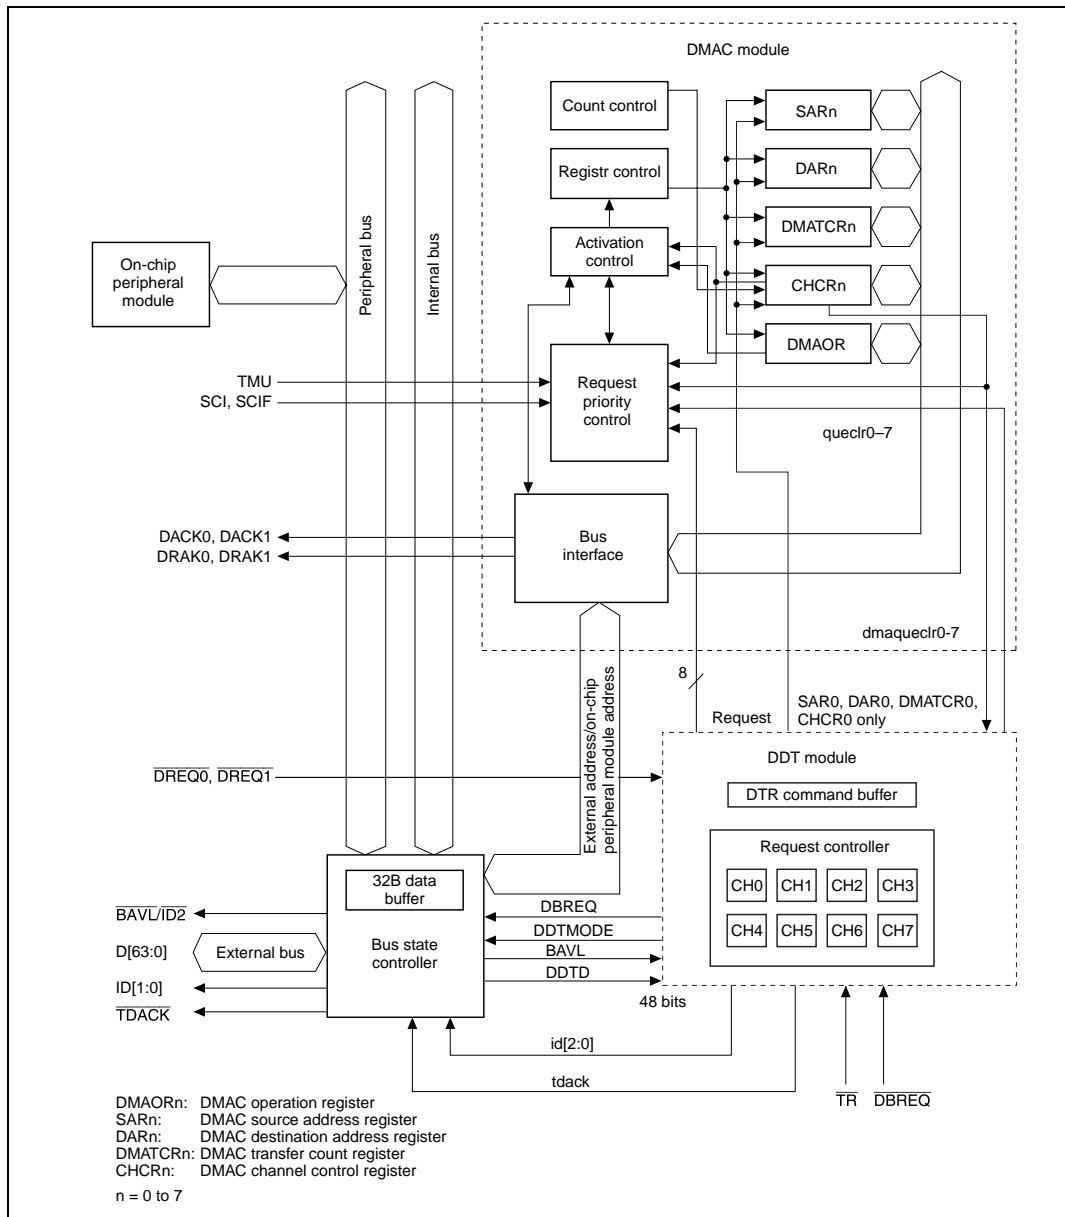 DMAC module
Count control
SARn
Registr control
DARn
DMATCRn
Activation
control
CHCRn
DMAOR
On-chip
peripheral
module
Peripheral bus
Internal bus
TMU
SCI, SCIF
Request
priority
control
queclr0–7
DACK0, DACK1
DRAK0, DRAK1
Bus
interface
dmaqueclr0-7
External address/on-chip
peripheral module address
8
Request
SAR0, DAR0, DMATCR0,
CHCR0 only
DDT module
DREQ0, DREQ1
DTR command buffer
Request controller
CH0 CH1 CH2 CH3
CH4 CH5 CH6 CH7
32B data
buffer
Bus state
controller
BAVL/ID2
D[63:0]
External bus
ID[1:0]
TDACK
DBREQ
DDTMODE
BAVL
DDTD
48 bits
id[2:0]
tdack
TR DBREQ
DMAORn: DMAC operation register
SARn: DMAC source address register
DARn: DMAC destination address register
DMATCRn: DMAC transfer count register
CHCRn: DMAC channel control register
n = 0 to 7